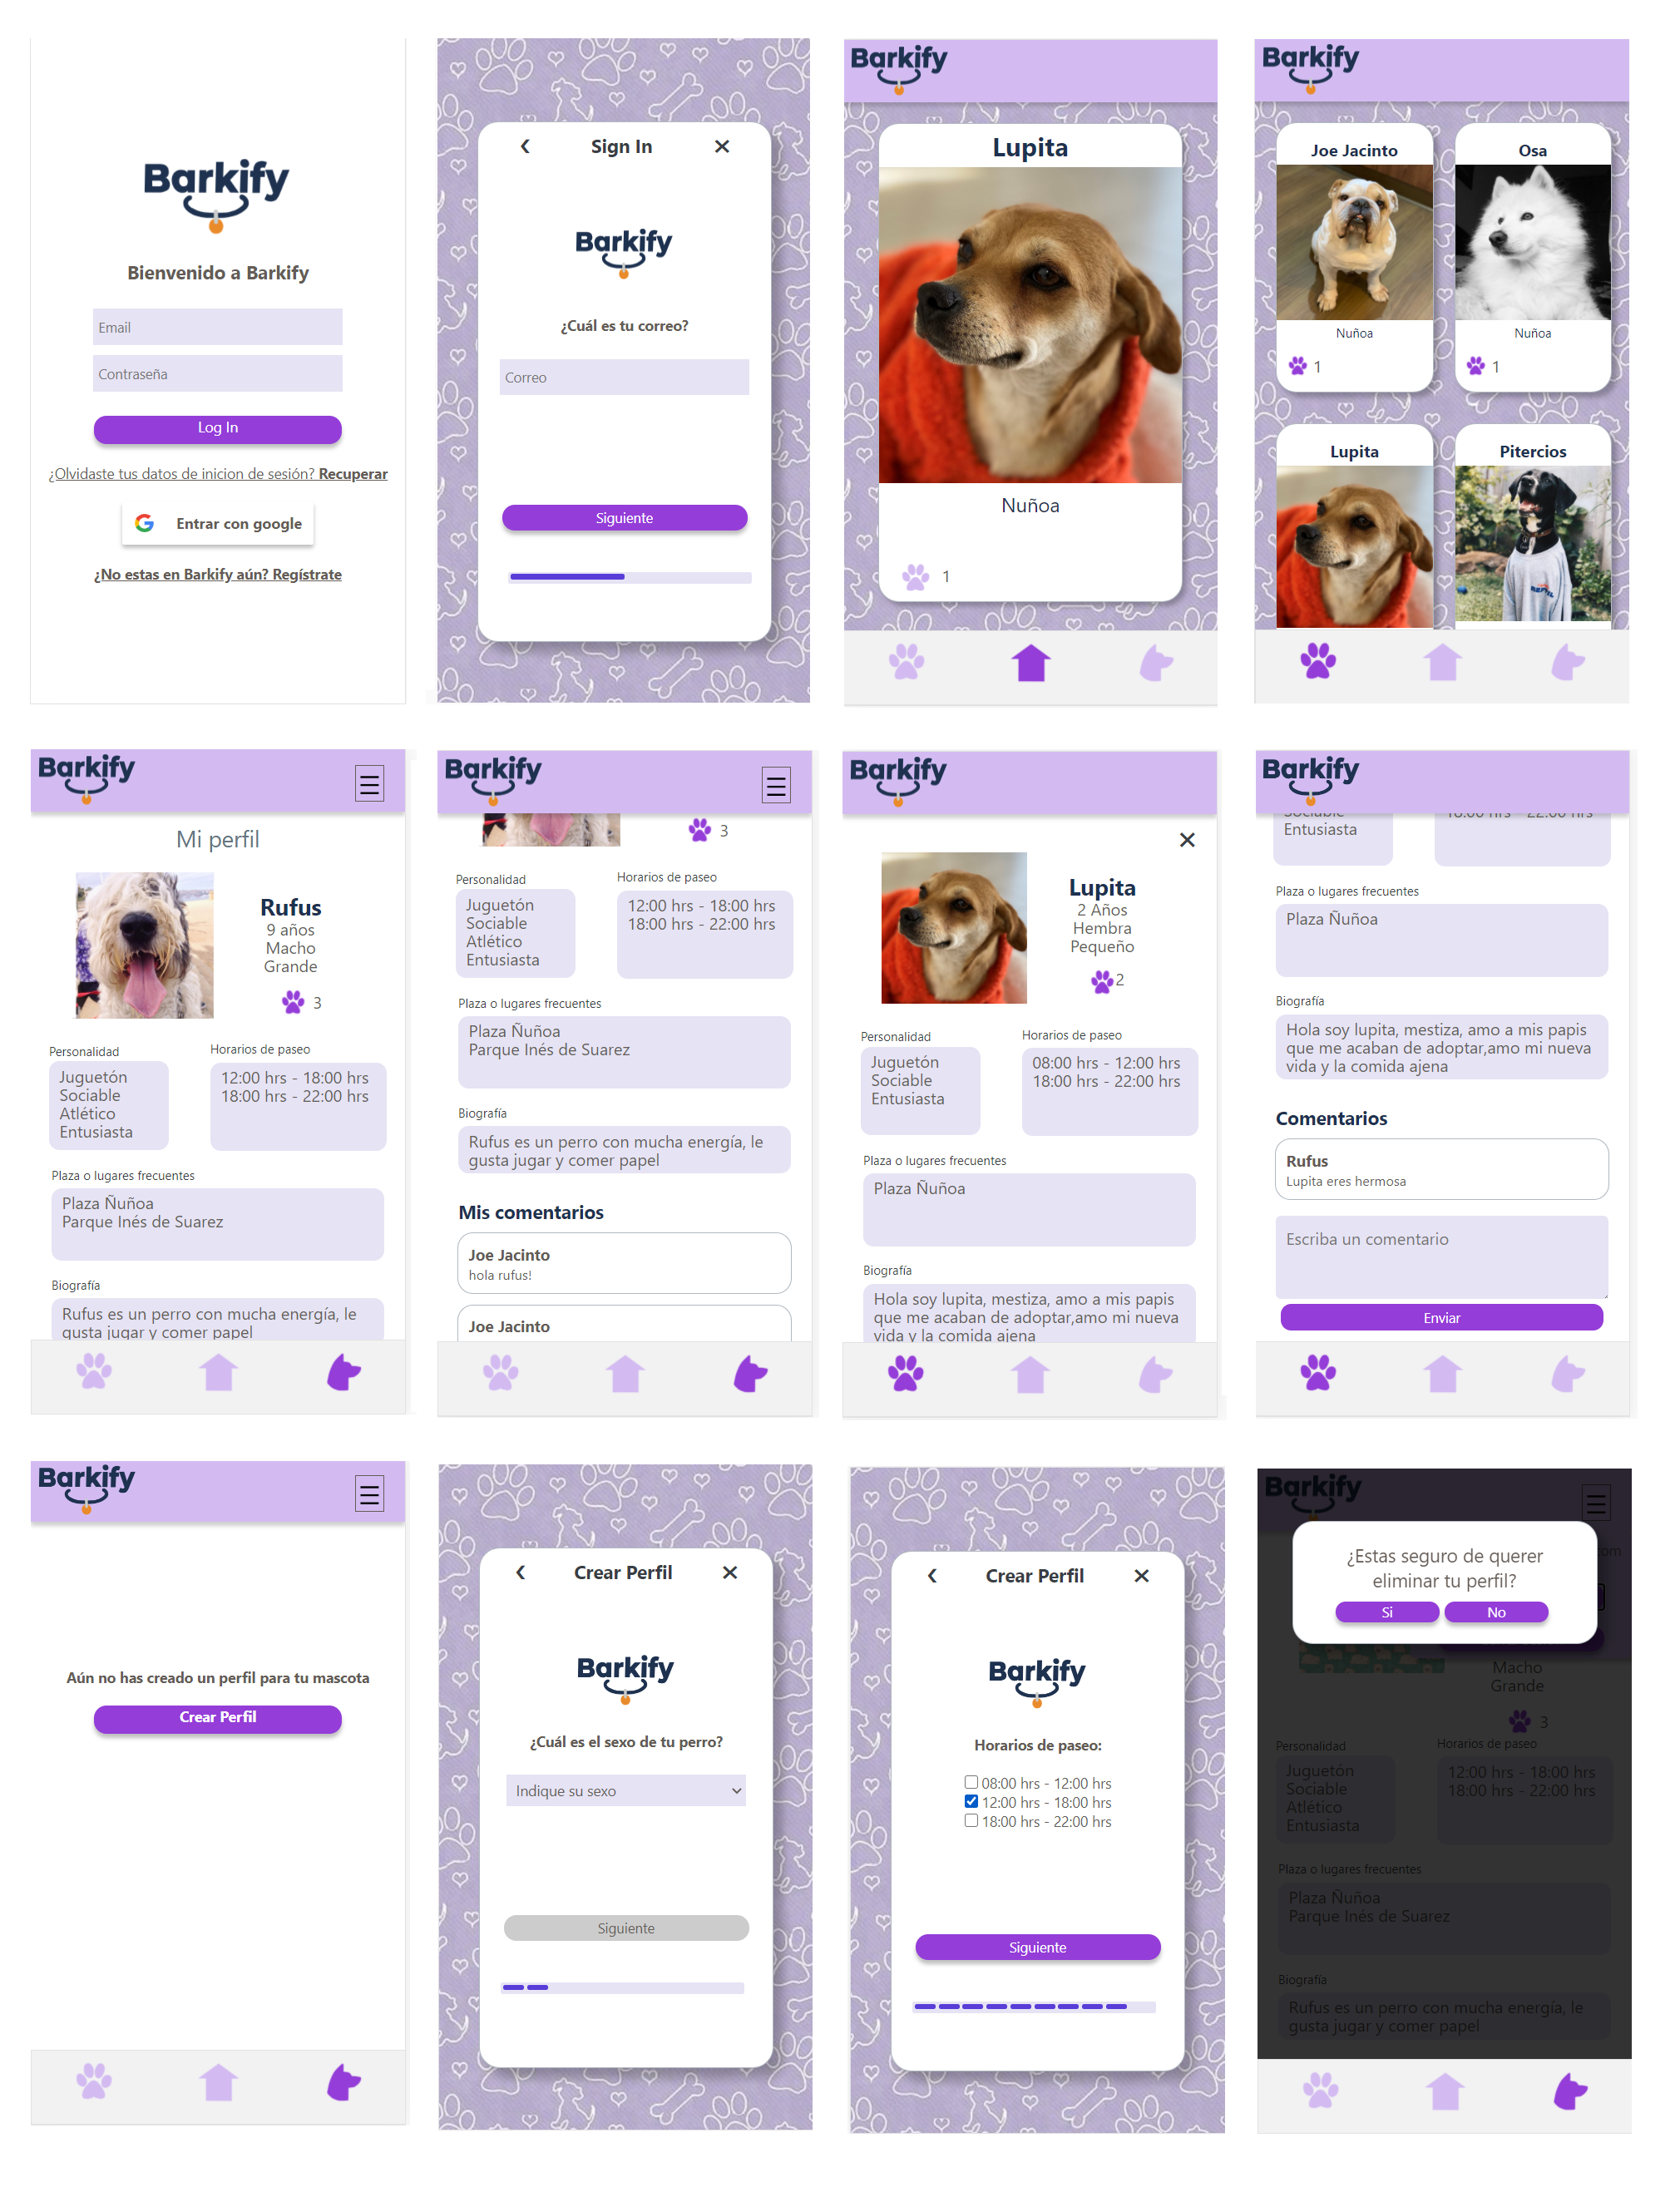 Barkify
Bienvenido a Barkify
Email
Contraseña
Log In
¿Olvidaste tus datos de inicion de sesión? Recuperar
Entrar con google
¿No estas en Barkify aún? Regístrate
Sign In
Barkify
¿Cuál es tu correo?
Correo
Siguiente
Barkify
Lupita
Nuñoa
1
Barkify
Joe Jacinto
Nuñoa
1
Osa
Nuñoa
1
Lupita
Pitercios
REPTIL
Barkify
Mi perfil
Rufus
9 años
Macho
Grande
3
Personalidad
Juguetón
Sociable
Atlético
Entusiasta
Horarios de paseo
12:00 hrs - 18:00 hrs
18:00 hrs - 22:00 hrs
Plaza o lugares frecuentes
Plaza Ñuñoa
Parque Inés de Suarez
Biografía
Rufus es un perro con mucha energía, le
gusta jugar y comer papel
Barkify
3
Personalidad
Juguetón
Sociable
Atlético
Entusiasta
Horarios de paseo
12:00 hrs - 18:00 hrs
18:00 hrs - 22:00 hrs
Plaza o lugares frecuentes
Plaza Ñuñoa
Parque Inés de Suarez
Biografía
Rufus es un perro con mucha energía, le
gusta jugar y comer papel
Mis comentarios
Joe Jacinto
hola rufus!
Joe Jacinto
Barkify
Lupita
2 Años
Hembra
Pequeño
2
Personalidad
Juguetón
Sociable
Entusiasta
Horarios de paseo
08:00 hrs - 12:00 hrs
18:00 hrs - 22:00 hrs
Plaza o lugares frecuentes
Plaza Ñuñoa
Biografía
Hola soy lupita, mestiza, amo a mis papis
que me acaban de adoptar,amo mi nueva
vida y la comida ajena
Barkify
Sociable
Entusiasta
18:00 hrs - 22:00 hrs
Plaza o lugares frecuentes
Plaza Ñuñoa
Biografía
Hola soy lupita, mestiza, amo a mis papis
que me acaban de adoptar,amo mi nueva
vida y la comida ajena
Comentarios
Rufus
Lupita eres hermosa
Escriba un comentario
Enviar
Barkify
Aún no has creado un perfil para tu mascota
Crear Perfil
Crear Perfil
Barkify
¿Cuál es el sexo de tu perro?
Indique su sexo
Siguiente
Crear Perfil
Barkify
Horarios de paseo:
08:00 hrs - 12:00 hrs
12:00 hrs - 18:00 hrs
18:00 hrs - 22:00 hrs
Siguiente
Barkify
com
¿Estas seguro de querer
eliminar tu perfil?
Si
No
Macho
Grande
3
Personalidad
Juguetón
Sociable
Atlético
Entusiasta
Horarios de paseo
12:00 hrs - 18:00 hrs
18:00 hrs - 22:00 hrs
Plaza o lugares frecuentes
Plaza Ñuñoa
Parque Inés de Suarez
Biografía
Rufus es un perro con mucha energía, le
gusta jugar y comer papel